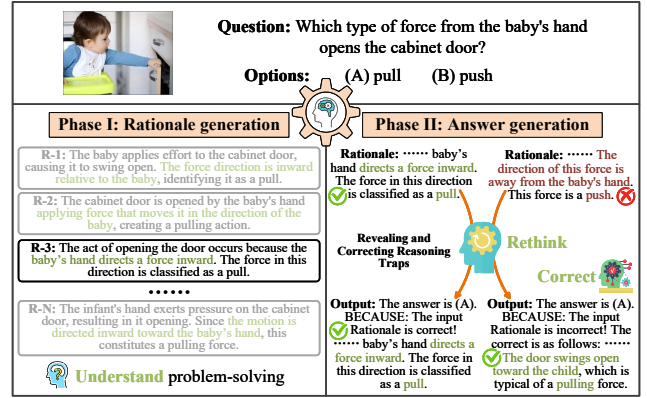 Question: Which type of force from the baby's hand
opens the cabinet door?
Options: (A) pull (B) push
Phase I: Rationale generation
R-1: The baby applies effort to the cabinet door,
causing it to swing open. The force direction is inward
relative to the baby, identifying it as a pull.
R-2: The cabinet door is opened by the baby's hand
applying force that moves it in the direction of the
baby, creating a pulling action.
R-3: The act of opening the door occurs because the
baby's hand directs a force inward. The force in this
direction is classified as a pull.
••••••
R-N: The infant's hand exerts pressure on the cabinet
door, resulting in it opening. Since the motion is
directed inward toward the baby's hand, this
constitutes a pulling force.
Understand problem-solving
Phase II: Answer generation
Rationale: ······ baby's
hand directs a force inward.
The force in this direction
is classified as a pull.
Rationale: ······ The
direction of this force is
away from the baby's hand.
This force is a push.
Revealing and
Correcting Reasoning
Traps
Rethink
Correct
Output: The answer is (A).
BECAUSE: The input
Rationale is correct!
······ baby's hand directs a
force inward. The force in
this direction is classified
as a pull.
Output: The answer is (A).
BECAUSE: The input
Rationale is incorrect! The
correct is as follows: ······
The door swings open
toward the child, which is
typical of a pulling force.